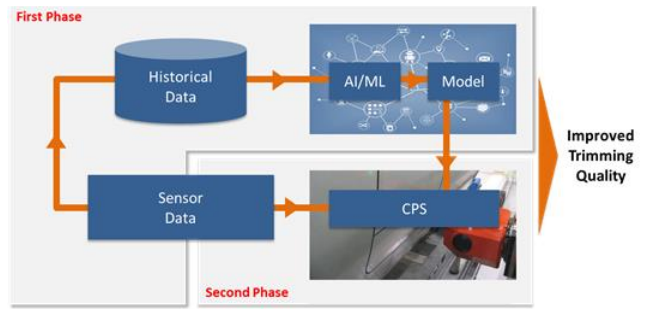 First Phase
Historical
Data
AI/ML
Model
Improved
Trimming
Quality
Sensor
Data
CPS
Second Phase